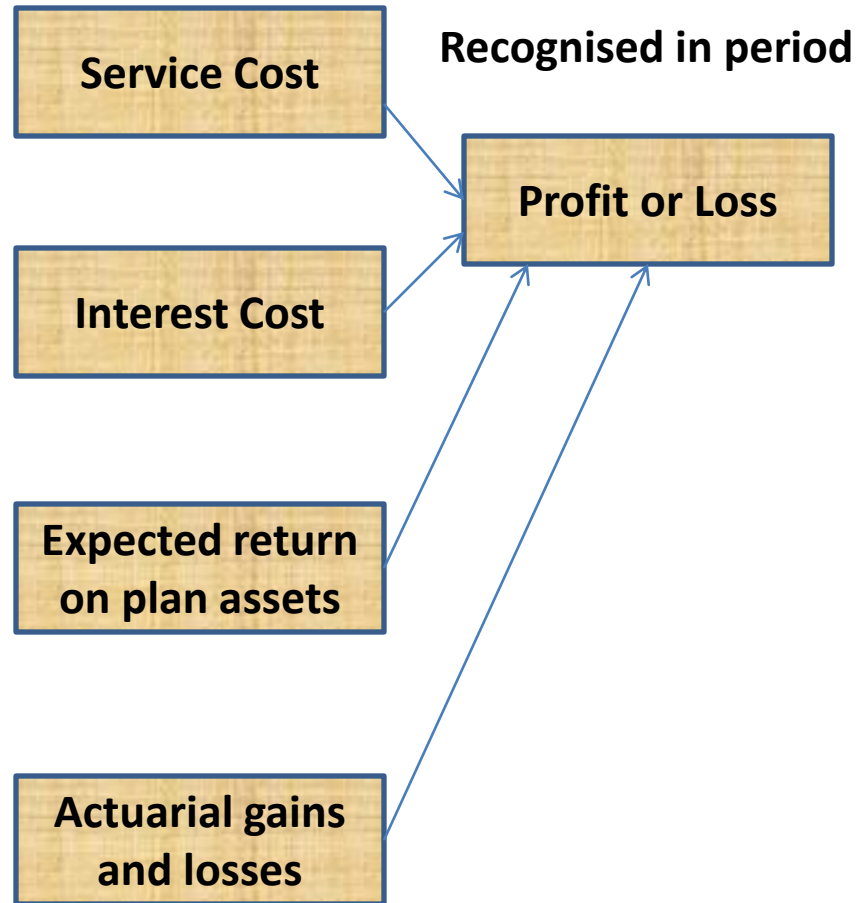 Service Cost
Recognised in period
Profit or Loss
Interest Cost
Expected return
on plan assets
Actuarial gains
and losses